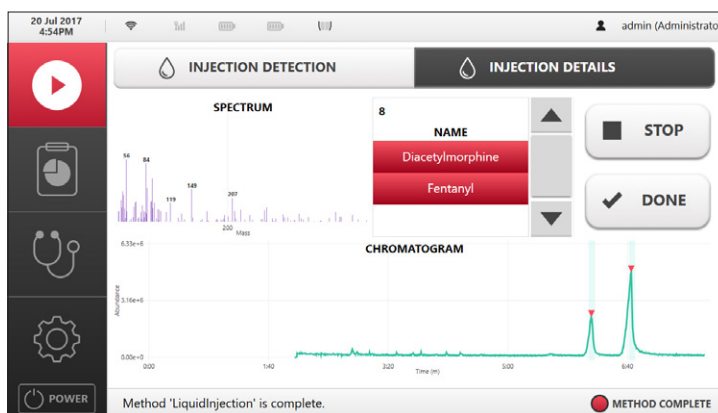 20 Jul 2017
4:54PM
admin (Administrato
INJECTION DETECTION
INJECTION DETAILS
SPECTRUM
8
NAME
Diacetylmorphine
Fentanyl
STOP
DONE
56
84
119
149
207
200
Mass
CHROMATOGRAM
6.33e+6
3.16e+6
0.00e+0
Abundance
0:00
1:40
3:20
5:00
6:40
Time (m)
POWER
Method 'LiquidInjection' is complete.
METHOD COMPLETE